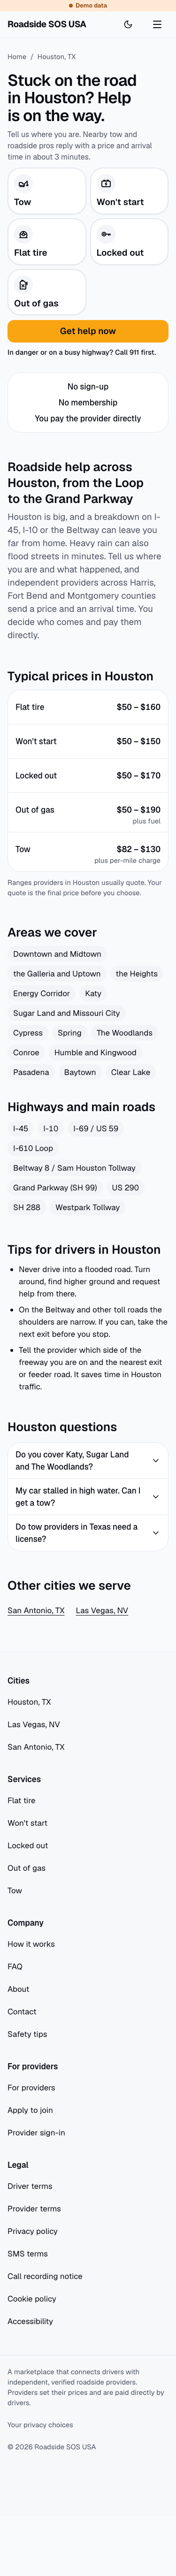 Demo data
Roadside SOS USA
Home / Houston, TX
Stuck on the road
in Houston? Help
is on the way.
Tell us where you are. Nearby tow and
roadside pros reply with a price and arrival
time in about 3 minutes.
Tow
Won't start
Flat tire
Locked out
Out of gas
Get help now
In danger or on a busy highway? Call 911 first.
No sign-up
No membership
You pay the provider directly
Roadside help across
Houston, from the Loop
to the Grand Parkway
Houston is big, and a breakdown on I-
45, I-10 or the Beltway can leave you
far from home. Heavy rain can also
flood streets in minutes. Tell us where
you are and what happened, and
independent providers across Harris,
Fort Bend and Montgomery counties
send a price and an arrival time. You
decide who comes and pay them
directly.
Typical prices in Houston
Flat tire $50 – $160
Won't start $50 – $150
Locked out $50 – $170
Out of gas $50 – $190
plus fuel
Tow $82 – $130
plus per-mile charge
Ranges providers in Houston usually quote. Your
quote is the final price before you choose.
Areas we cover
Downtown and Midtown
the Galleria and Uptown the Heights
Energy Corridor Katy
Sugar Land and Missouri City
Cypress Spring The Woodlands
Conroe Humble and Kingwood
Pasadena Baytown Clear Lake
Highways and main roads
I-45 I-10 I-69 / US 59
I-610 Loop
Beltway 8 / Sam Houston Tollway
Grand Parkway (SH 99) US 290
SH 288 Westpark Tollway
Tips for drivers in Houston
• Never drive into a flooded road. Turn
around, find higher ground and request
help from there.
• On the Beltway and other toll roads the
shoulders are narrow. If you can, take the
next exit before you stop.
• Tell the provider which side of the
freeway you are on and the nearest exit
or feeder road. It saves time in Houston
traffic.
Houston questions
Do you cover Katy, Sugar Land
and The Woodlands?
My car stalled in high water. Can I
get a tow?
Do tow providers in Texas need a
license?
Other cities we serve
San Antonio, TX Las Vegas, NV
Cities
Houston, TX
Las Vegas, NV
San Antonio, TX
Services
Flat tire
Won't start
Locked out
Out of gas
Tow
Company
How it works
FAQ
About
Contact
Safety tips
For providers
For providers
Apply to join
Provider sign-in
Legal
Driver terms
Provider terms
Privacy policy
SMS terms
Call recording notice
Cookie policy
Accessibility
A marketplace that connects drivers with
independent, verified roadside providers.
Providers set their prices and are paid directly by
drivers.
Your privacy choices
© 2026 Roadside SOS USA